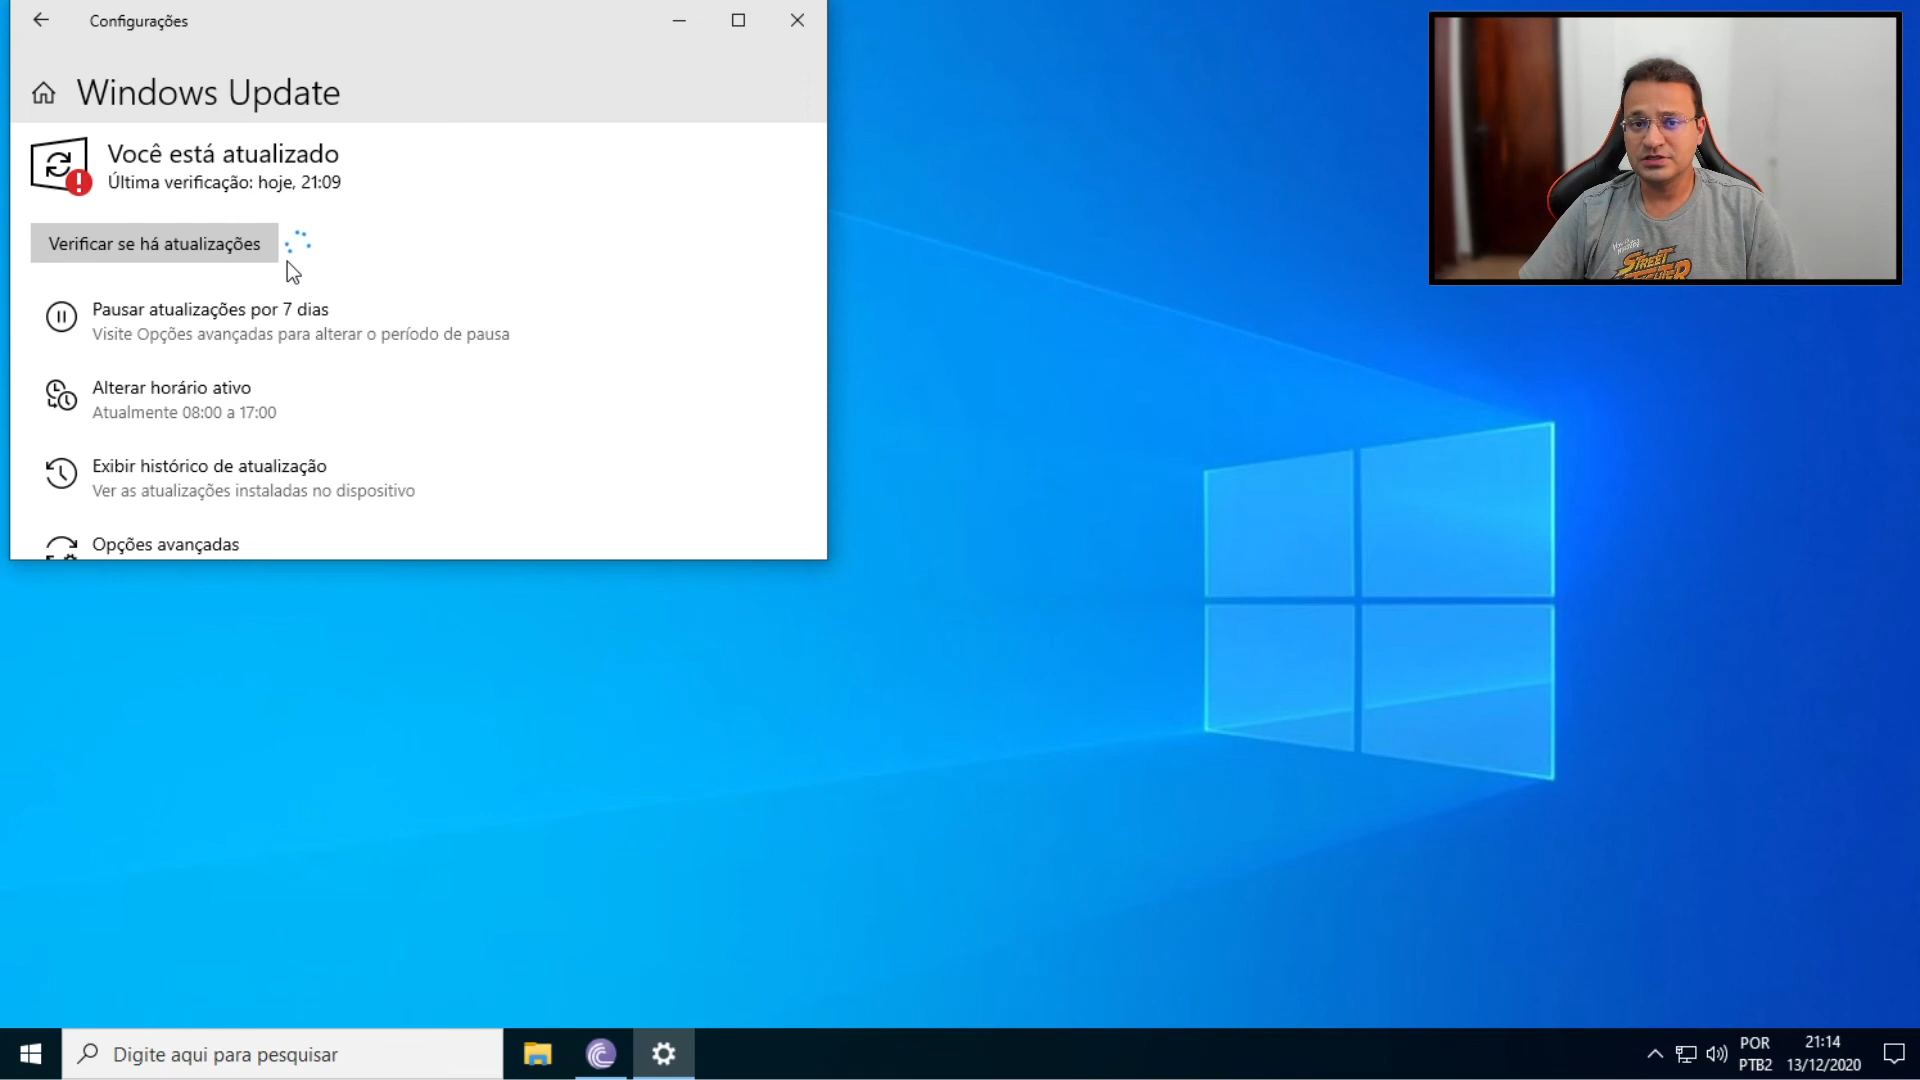 Configurações
Windows Update
Você está atualizado
Última verificação: hoje, 21:09
Verificar se há atualizações
Pausar atualizações por 7 dias
Visite Opções avançadas para alterar o período de pausa
Alterar horário ativo
Atualmente 08:00 a 17:00
Exibir histórico de atualização
Ver as atualizações instaladas no dispositivo
Opções avançadas
STREET
FIGHTER
Digite aqui para pesquisar
POR
PTB2
21:14
13/12/2020